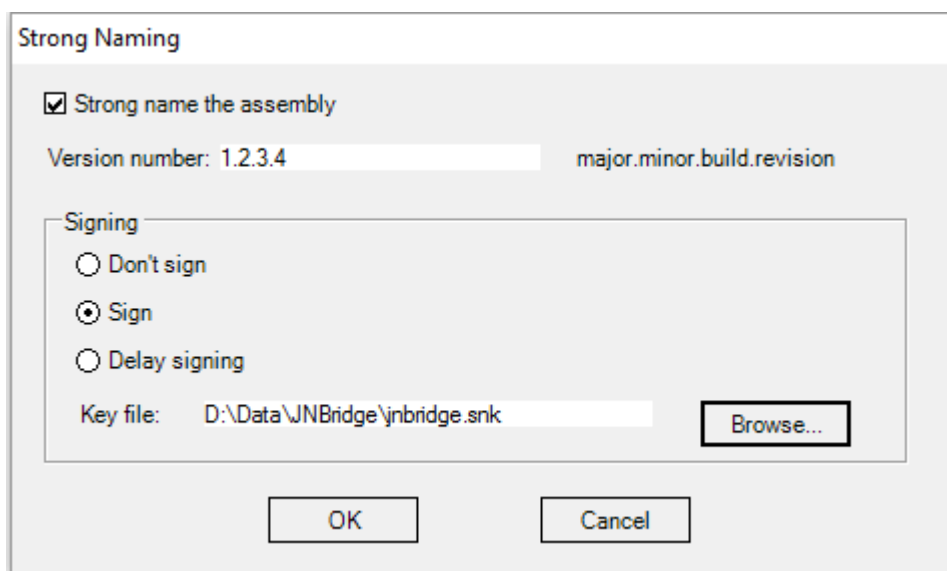 Strong Naming
Strong name the assembly
Version number: 1.2.3.4 major.minor.build.revision
Signing
Don't sign
Sign
Delay signing
Key file: D:\Data\JNBridge\jnbridge.snk Browse...
OK Cancel